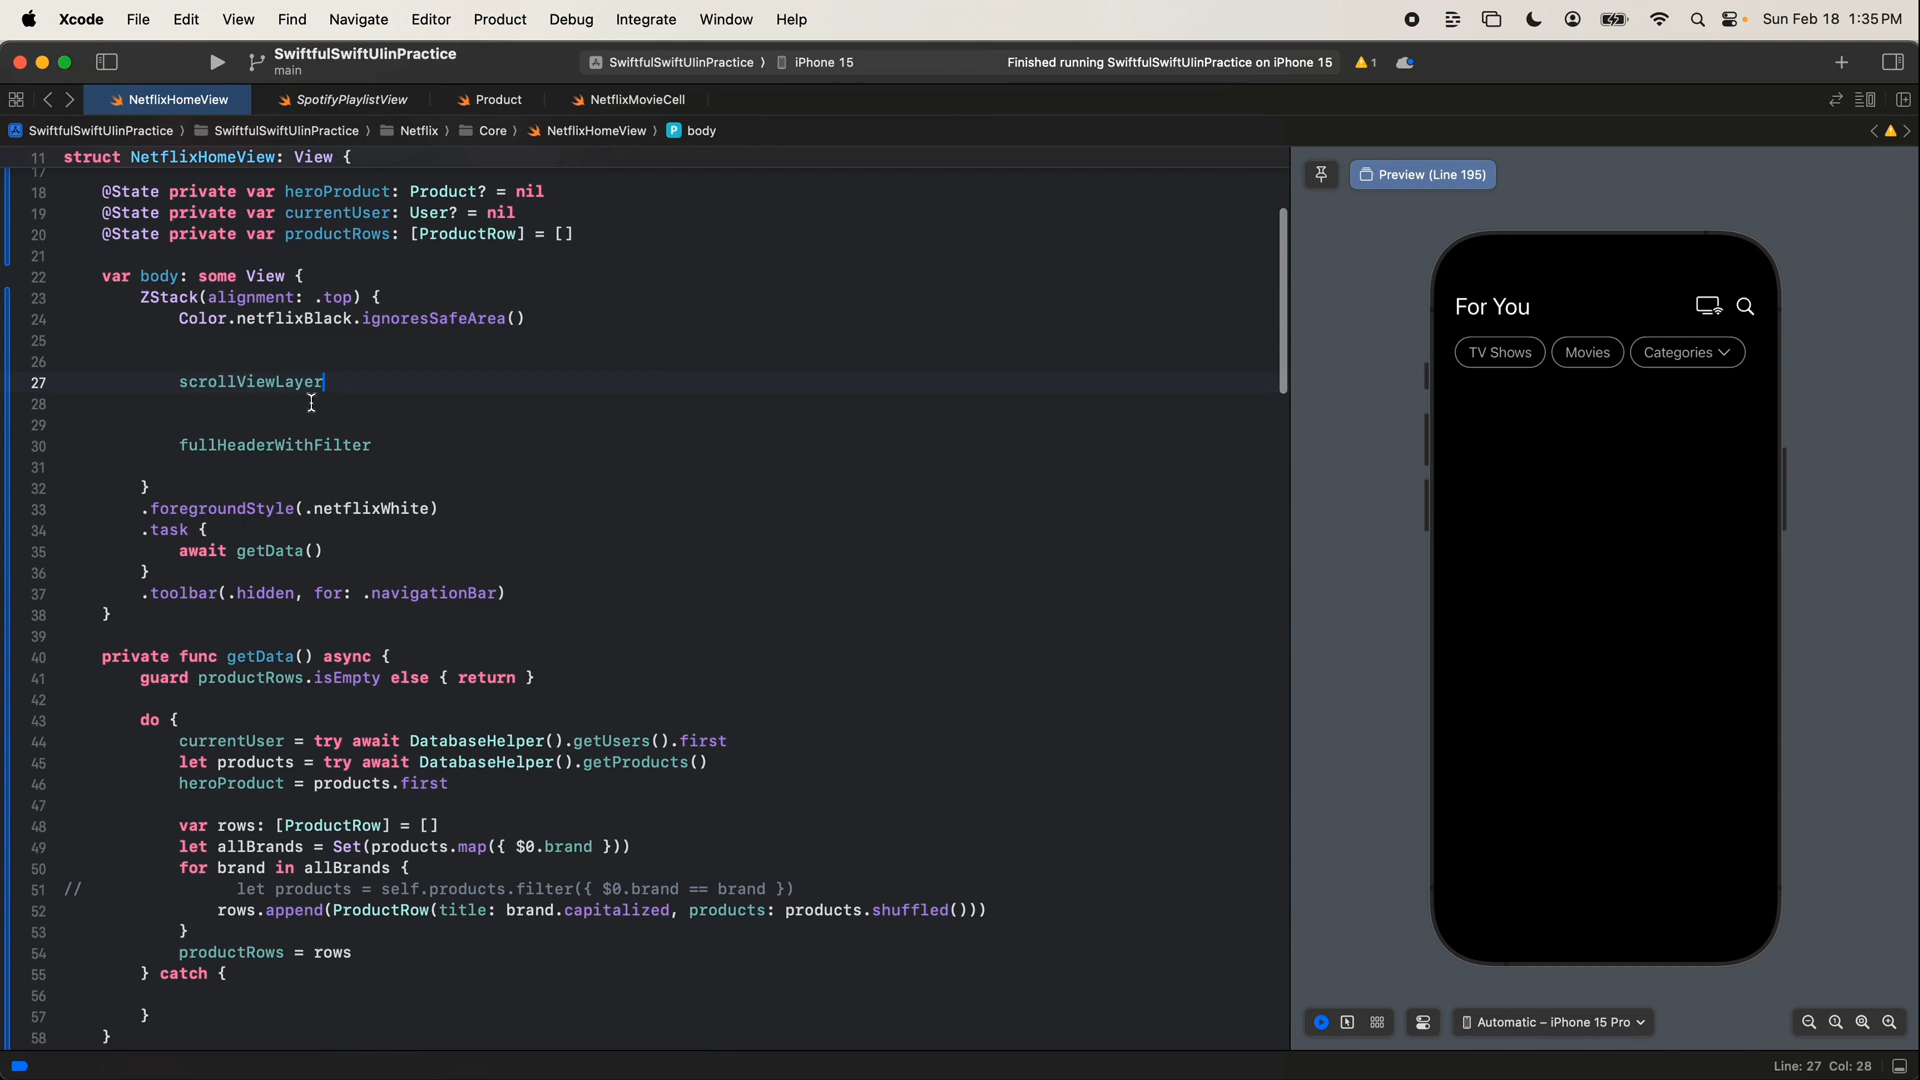 Xcode File Edit View Find Navigate Editor Product Debug Integrate Window Help Sun Feb 18 1:35 PM
SwiftfulSwiftUIinPractice
main
SwiftfulSwiftUIinPractice 〉 iPhone 15 Finished running SwiftfulSwiftUIinPractice on iPhone 15 1
NetflixHomeView SpotifyPlaylistView Product NetflixMovieCell
SwiftfulSwiftUIinPractice 〉 SwiftfulSwiftUIinPractice 〉 Netflix 〉 Core 〉 NetflixHomeView 〉 P body
11 struct NetflixHomeView: View {
17
18 @State private var heroProduct: Product? = nil
19 @State private var currentUser: User? = nil
20 @State private var productRows: [ProductRow] = []
21
22 var body: some View {
23 ZStack(alignment: .top) {
24 Color.netflixBlack.ignoresSafeArea()
25
26
27 scrollViewLayer
28
29
30 fullHeaderWithFilter
31
32 }
33 .foregroundStyle(.netflixWhite)
34 .task {
35 await getData()
36 }
37 .toolbar(.hidden, for: .navigationBar)
38 }
39
40 private func getData() async {
41 guard productRows.isEmpty else { return }
42
43 do {
44 currentUser = try await DatabaseHelper().getUsers().first
45 let products = try await DatabaseHelper().getProducts()
46 heroProduct = products.first
47
48 var rows: [ProductRow] = []
49 let allBrands = Set(products.map({ $0.brand }))
50 for brand in allBrands {
51 // let products = self.products.filter({ $0.brand == brand })
52 rows.append(ProductRow(title: brand.capitalized, products: products.shuffled()))
53 }
54 productRows = rows
55 } catch {
56
57 }
58 }
Preview (Line 195)
For You
TV Shows Movies Categories
Automatic – iPhone 15 Pro
Line: 27 Col: 28